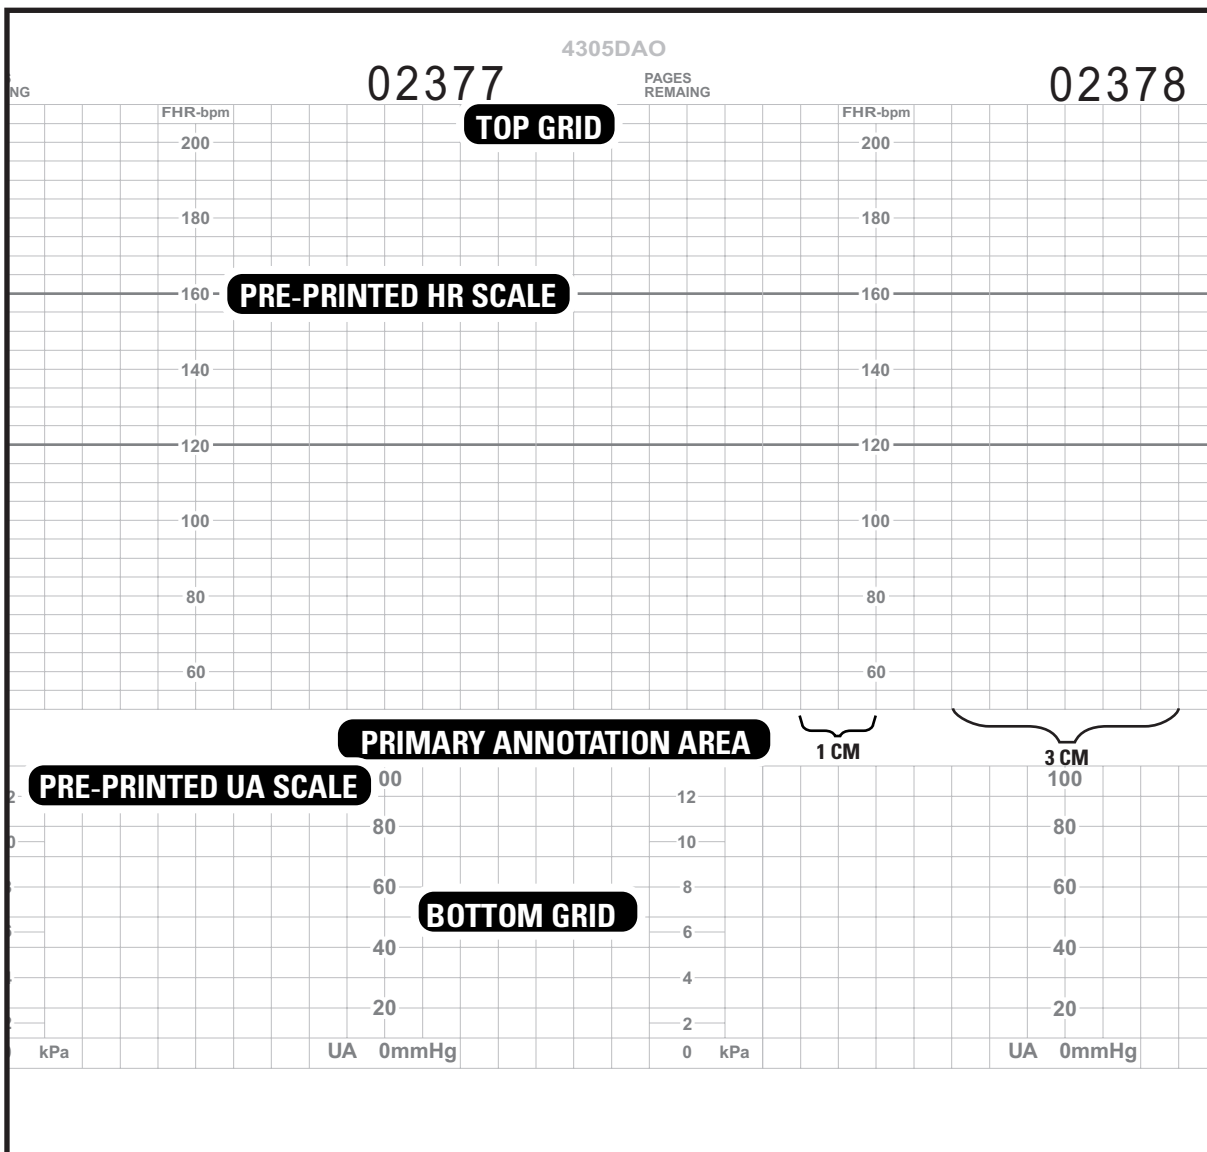 4305DAO
NG
02377
PAGES
REMAING
02378
FHR-bpm
FHR-bpm
TOP GRID
200
200
180
180
160
PRE-PRINTED HR SCALE
160
140
140
120
120
100
100
80
80
60
60
PRIMARY ANNOTATION AREA
1 CM
3 CM
PRE-PRINTED UA SCALE
00
100
2
12
80
80
0
10
60
8
60
BOTTOM GRID
6
40
40
4
20
20
2
kPa
UA 0mmHg
0 kPa
UA 0mmHg